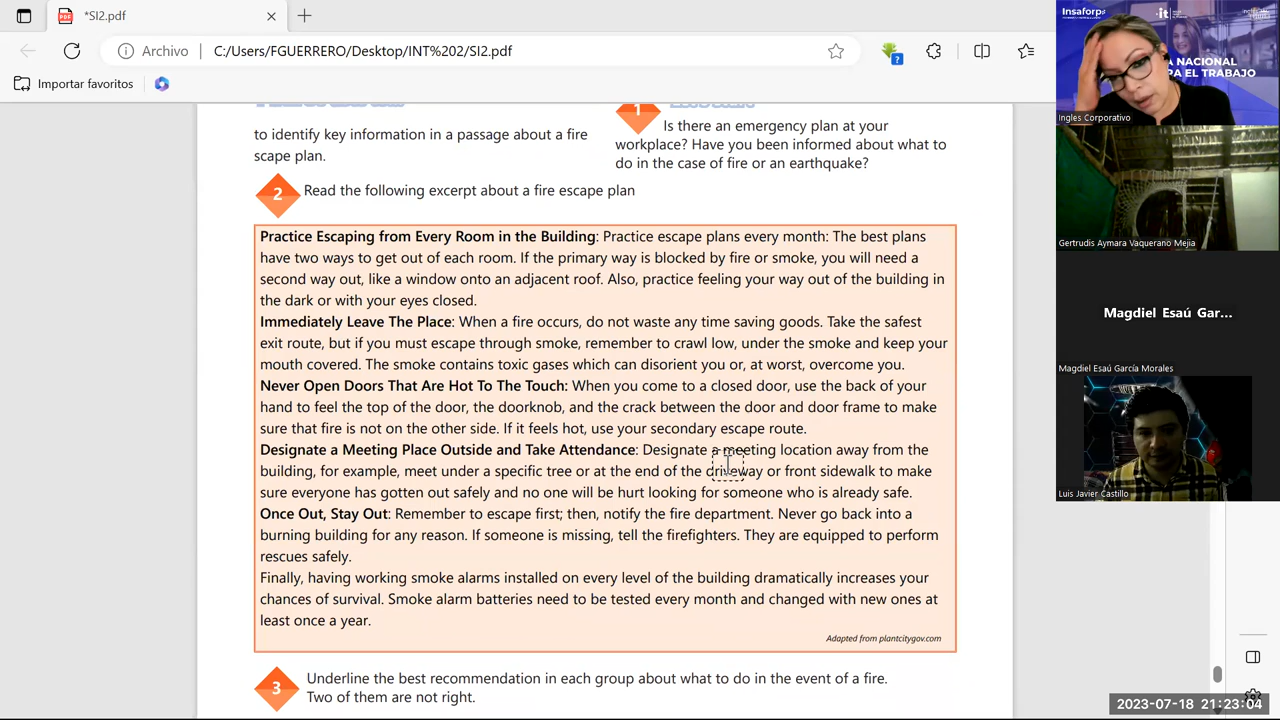 *SI2.pdf
Archivo
C:/Users/FGUERRERO/Desktop/INT%202/SI2.pdf
Importar favoritos
to identify key information in a passage about a fire
scape plan.
1
Is there an emergency plan at your
workplace? Have you been informed about what to
do in the case of fire or an earthquake?
2
Read the following excerpt about a fire escape plan
Practice Escaping from Every Room in the Building: Practice escape plans every month: The best plans
have two ways to get out of each room. If the primary way is blocked by fire or smoke, you will need a
second way out, like a window onto an adjacent roof. Also, practice feeling your way out of the building in
the dark or with your eyes closed.
Immediately Leave The Place: When a fire occurs, do not waste any time saving goods. Take the safest
exit route, but if you must escape through smoke, remember to crawl low, under the smoke and keep your
mouth covered. The smoke contains toxic gases which can disorient you or, at worst, overcome you.
Never Open Doors That Are Hot To The Touch: When you come to a closed door, use the back of your
hand to feel the top of the door, the doorknob, and the crack between the door and door frame to make
sure that fire is not on the other side. If it feels hot, use your secondary escape route.
Designate a Meeting Place Outside and Take Attendance: Designate a meeting location away from the
building, for example, meet under a specific tree or at the end of the driveway or front sidewalk to make
sure everyone has gotten out safely and no one will be hurt looking for someone who is already safe.
Once Out, Stay Out: Remember to escape first; then, notify the fire department. Never go back into a
burning building for any reason. If someone is missing, tell the firefighters. They are equipped to perform
rescues safely.
Finally, having working smoke alarms installed on every level of the building dramatically increases your
chances of survival. Smoke alarm batteries need to be tested every month and changed with new ones at
least once a year.
Adapted from plantcitygov.com
3
Underline the best recommendation in each group about what to do in the event of a fire.
Two of them are not right.
Insaforp
it
A NACIONAL
PA EL TRABAJO
Ingles Corporativo
Gertrudis Aymara Vaquerano Mejia
Magdiel Esaú Gar...
Magdiel Esaú García Morales
Luis Javier Castillo
2023-07-18 21:23:04